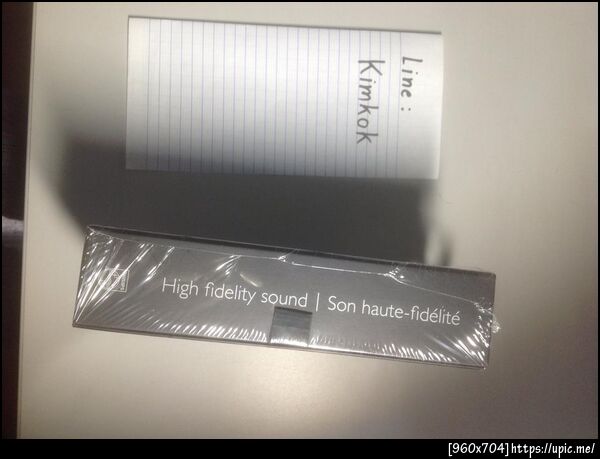 Line :
Kimkok
High fidelity sound | Son haute-fidélité
[960x704]https://upic.me/